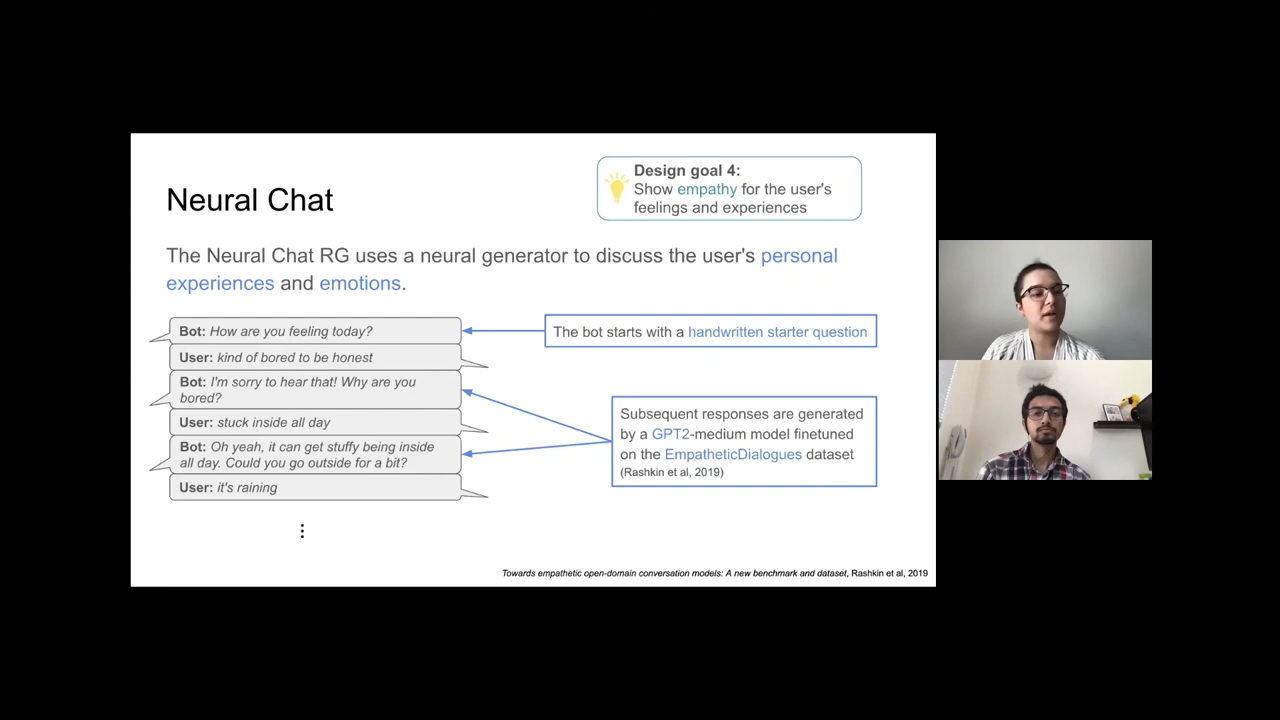 Neural Chat
Design goal 4:
Show empathy for the user's
feelings and experiences
The Neural Chat RG uses a neural generator to discuss the user's personal
experiences and emotions.
Bot: How are you feeling today?
User: kind of bored to be honest
Bot: I'm sorry to hear that! Why are you
bored?
User: stuck inside all day
Bot: Oh yeah, it can get stuffy being inside
all day. Could you go outside for a bit?
User: it's raining
The bot starts with a handwritten starter question
Subsequent responses are generated
by a GPT2-medium model finetuned
on the EmpatheticDialogues dataset
(Rashkin et al, 2019)
Towards empathetic open-domain conversation models: A new benchmark and dataset, Rashkin et al, 2019